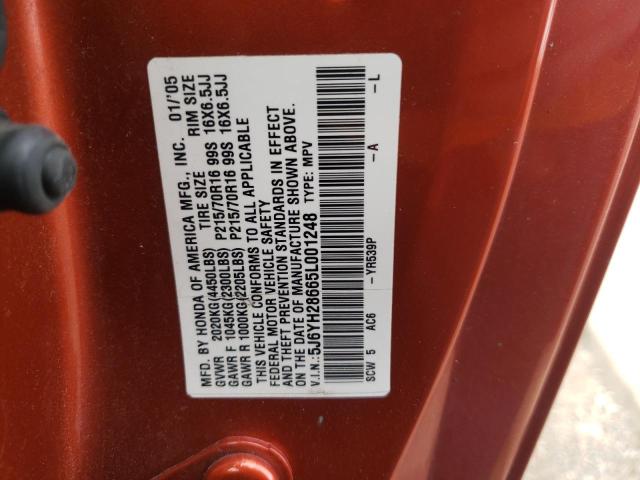 MFD. BY HONDA OF AMERICA MFG., INC. 01/'05
TIRE SIZE RIM SIZE
GVWR 2020KG(4450LBS)
GAWR F 1045KG(2300LBS) P215/70R16 99S 16X6.5JJ
GAWR R 1000KG(2205LBS) P215/70R16 99S 16X6.5JJ
THIS VEHICLE CONFORMS TO ALL APPLICABLE
FEDERAL MOTOR VEHICLE SAFETY
AND THEFT PREVENTION STANDARDS IN EFFECT
ON THE DATE OF MANUFACTURE SHOWN ABOVE.
V.I.N.:5J6YH28665L001248 TYPE: MPV
SCW 5 AC6 -YR539P -A -L